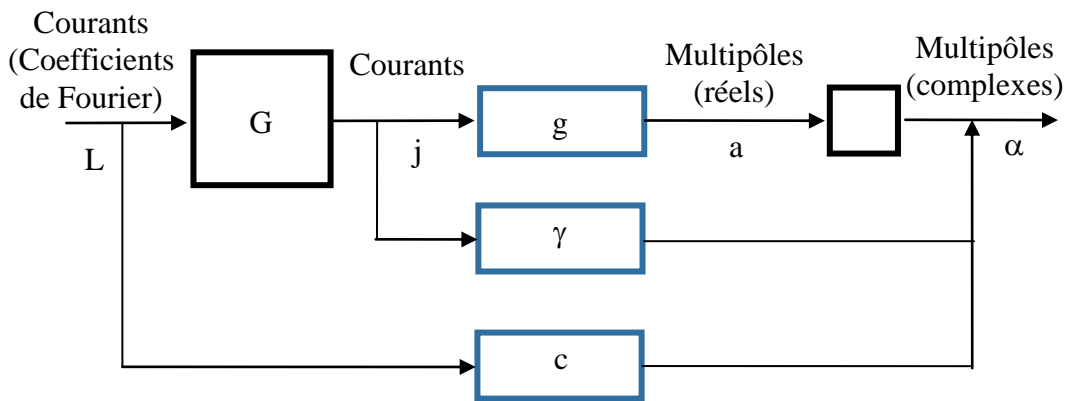 Courants
(Coefficients
de Fourier)
L
G
Courants
j
g
Multipôles
(réels)
a
Multipôles
(complexes)
α
γ
c